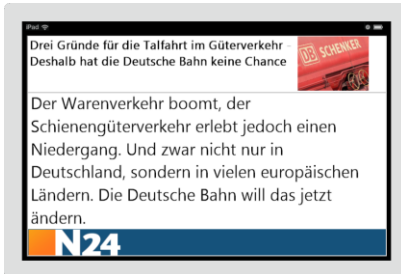 iPad
Drei Gründe für die Talfahrt im Güterverkehr -
Deshalb hat die Deutsche Bahn keine Chance
DB SCHENKER
Der Warenverkehr boomt, der
Schienengüterverkehr erlebt jedoch einen
Niedergang. Und zwar nicht nur in
Deutschland, sondern in vielen europäischen
Ländern. Die Deutsche Bahn will das jetzt
ändern.
N24